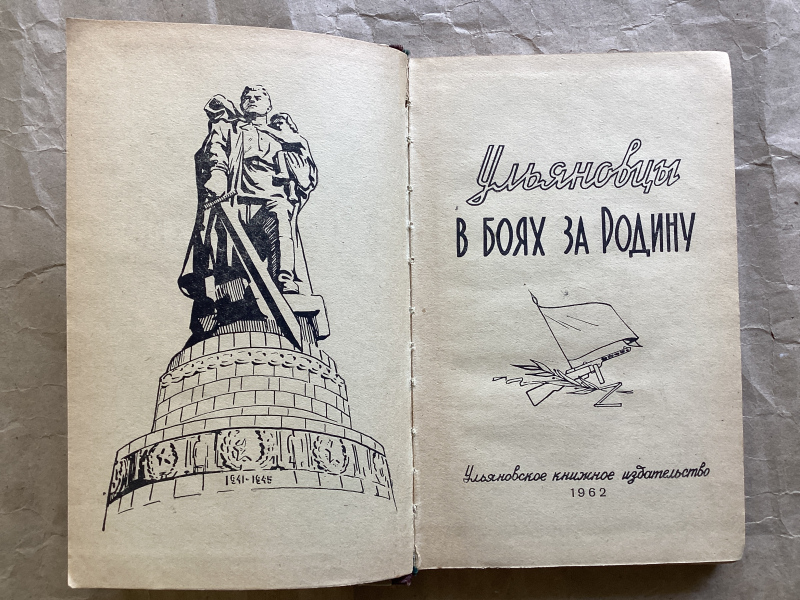 1941-1945
Ульяновцы
В БОЯХ ЗА РОДИНУ
Ульяновское книжное издательство
1962